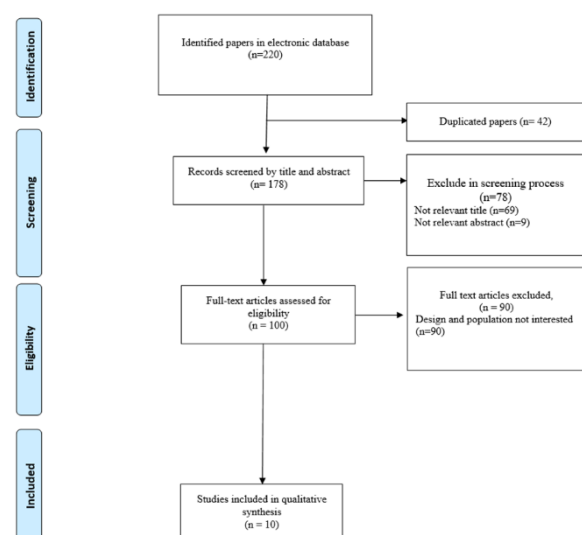 Identification
Identified papers in electronic database
(n=220)
Duplicated papers (n= 42)
Screening
Records screened by title and abstract
(n= 178)
Exclude in screening process
(n=78)
Not relevant title (n=69)
Not relevant abstract (n=9)
Eligibility
Full-text articles assessed for
eligibility
(n = 100)
Full text articles excluded,
(n = 90)
Design and population not interested
(n=90)
Included
Studies included in qualitative
synthesis
(n = 10)